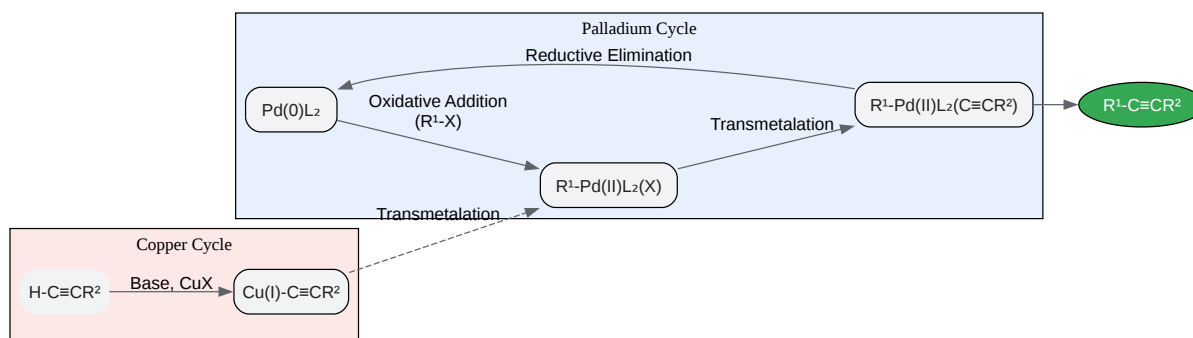 Palladium Cycle
Reductive Elimination
Pd(0)L₂
Oxidative Addition
(R¹-X)
R¹-Pd(II)L₂(C≡CR²)
R¹-C≡CR²
Transmetalation
R¹-Pd(II)L₂(X)
Transmetalation
Copper Cycle
H-C≡CR²
Base, CuX
Cu(I)-C≡CR²